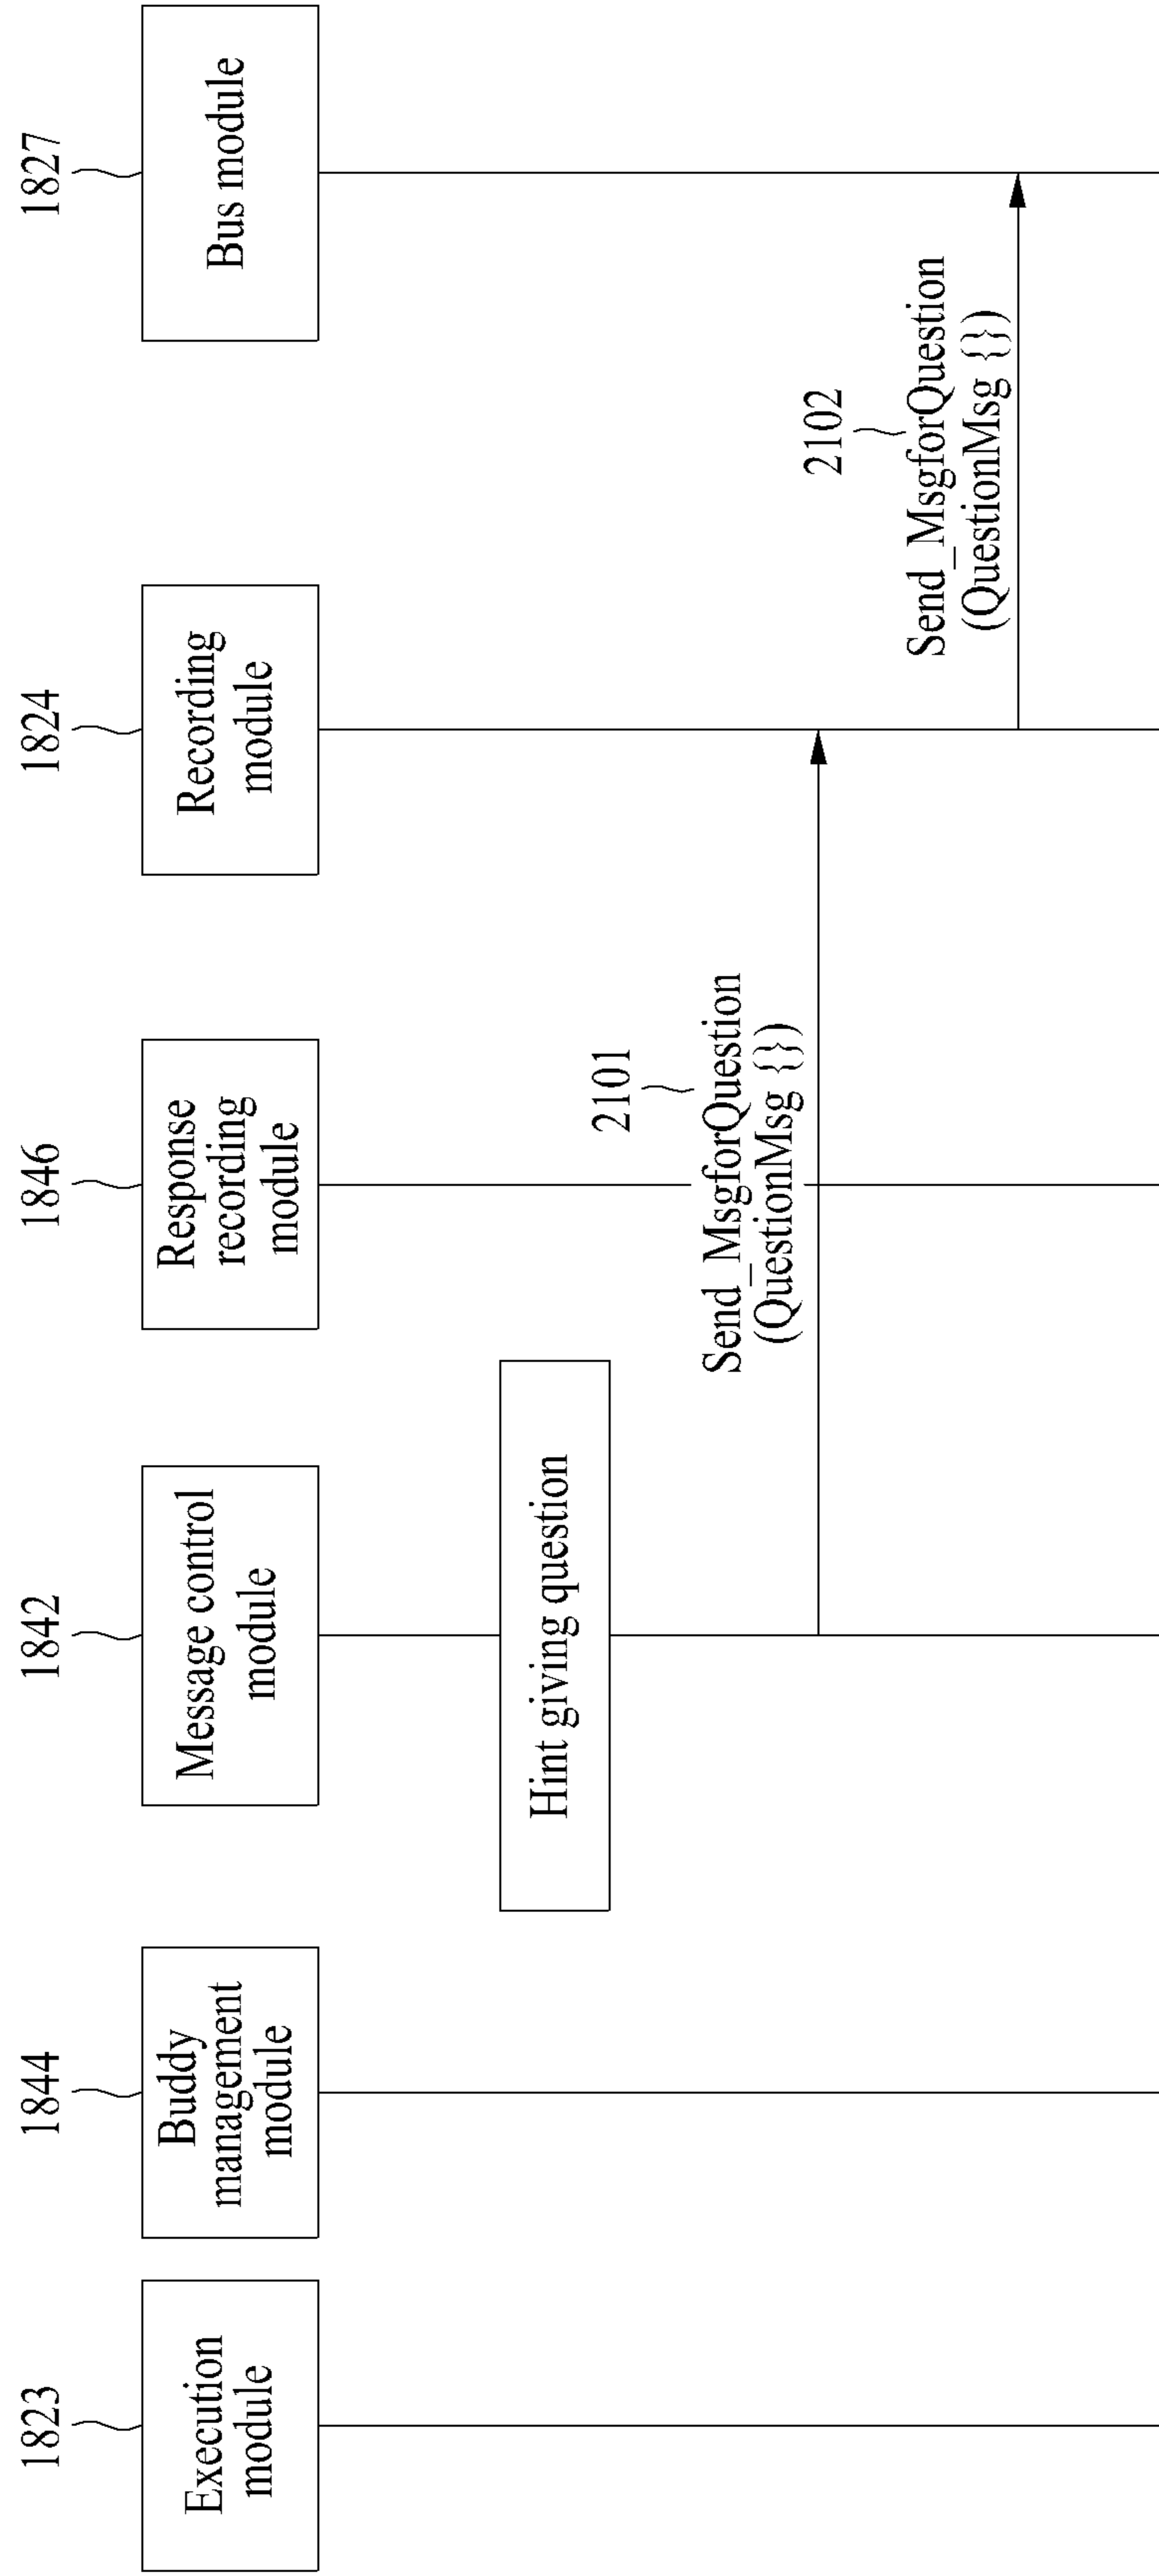 1823
1844
1842
1846
1824
1827
Execution
module
Buddy
management
module
Message control
module
Response
recording
module
Recording
module
Bus module
Hint giving question
2101
Send_MsgforQuestion
(QuestionMsg {})
2102
Send_MsgforQuestion
(QuestionMsg {})